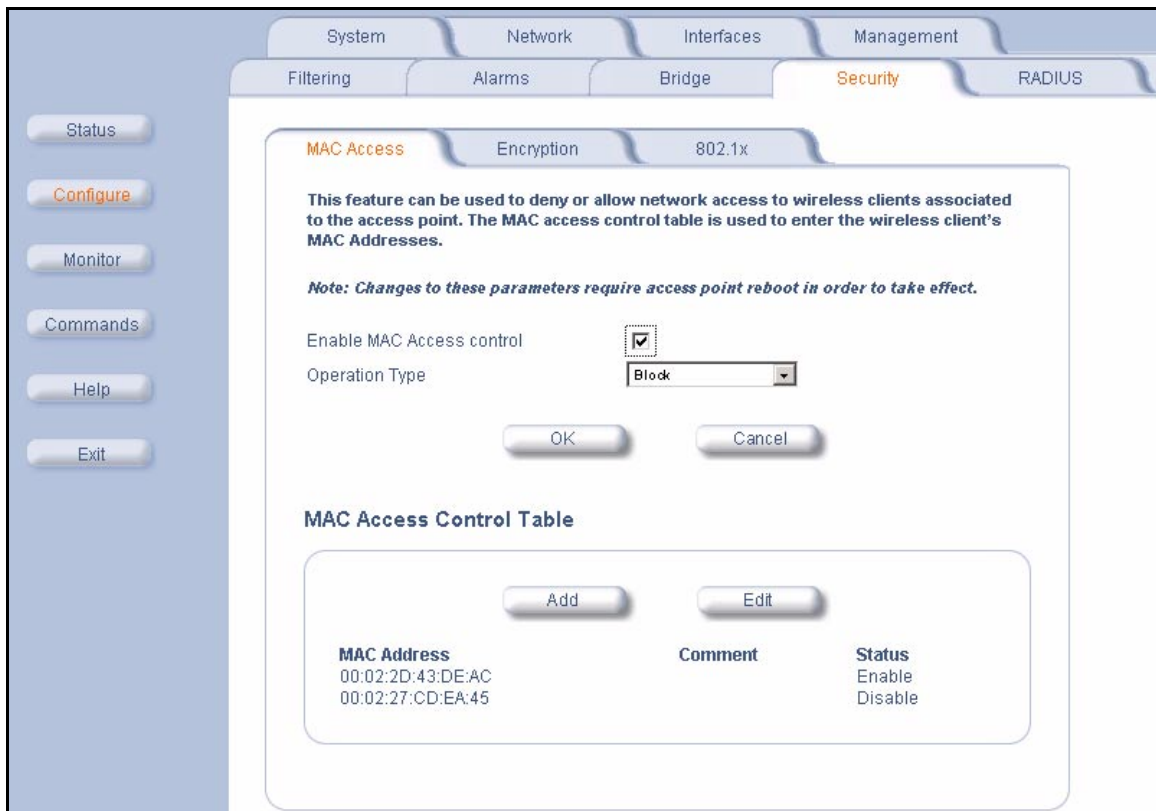 System Network Interfaces Management
Filtering Alarms Bridge Security RADIUS
Status
Configure
Monitor
Commands
Help
Exit
MAC Access Encryption 802.1x
This feature can be used to deny or allow network access to wireless clients associated
to the access point. The MAC access control table is used to enter the wireless client's
MAC Addresses.
Note: Changes to these parameters require access point reboot in order to take effect.
Enable MAC Access control
Operation Type Block
OK Cancel
MAC Access Control Table
Add Edit
MAC Address Comment Status
00:02:2D:43:DE:AC Enable
00:02:27:CD:EA:45 Disable